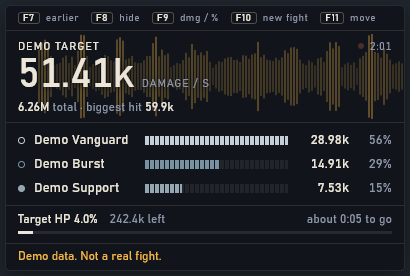 F7 earlier F8 hide F9 dmg / % F10 new fight F11 move
DEMO TARGET 2:01
51.41k DAMAGE / S
6.26M total biggest hit 59.9k
Demo Vanguard 28.98k 56%
Demo Burst 14.91k 29%
Demo Support 7.53k 15%
Target HP 4.0% 242.4k left about 0:05 to go
Demo data. Not a real fight.